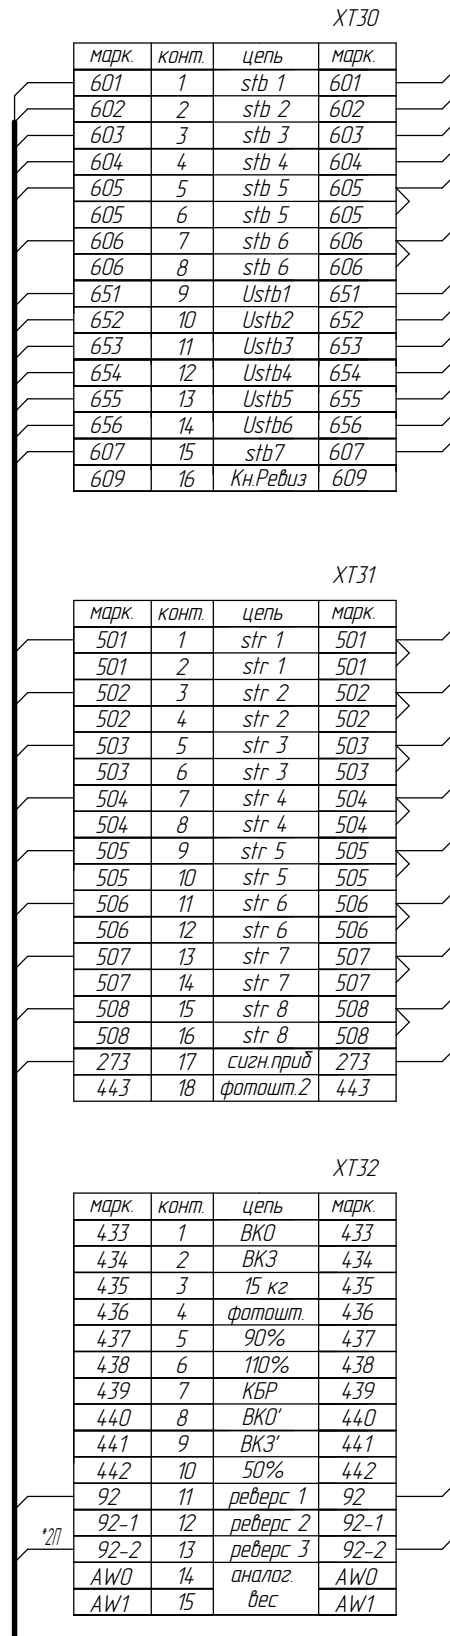 XT30
марк. конт. цепь марк.
601 1 stb 1 601
602 2 stb 2 602
603 3 stb 3 603
604 4 stb 4 604
605 5 stb 5 605
605 6 stb 5 605
606 7 stb 6 606
606 8 stb 6 606
651 9 Ustb1 651
652 10 Ustb2 652
653 11 Ustb3 653
654 12 Ustb4 654
655 13 Ustb5 655
656 14 Ustb6 656
607 15 stb7 607
609 16 Кн.Ревиз 609
XT31
марк. конт. цепь марк.
501 1 str 1 501
501 2 str 1 501
502 3 str 2 502
502 4 str 2 502
503 5 str 3 503
503 6 str 3 503
504 7 str 4 504
504 8 str 4 504
505 9 str 5 505
505 10 str 5 505
506 11 str 6 506
506 12 str 6 506
507 13 str 7 507
507 14 str 7 507
508 15 str 8 508
508 16 str 8 508
273 17 сигн.приб 273
443 18 фотошт.2 443
XT32
марк. конт. цепь марк.
433 1 ВКО 433
434 2 ВКЗ 434
435 3 15 кг 435
436 4 фотошт. 436
437 5 90% 437
438 6 110% 438
439 7 КБР 439
440 8 ВКО' 440
441 9 ВКЗ' 441
442 10 50% 442
92 11 реверс 1 92
92-1 12 реверс 2 92-1
*2П 92-2 13 реверс 3 92-2
AW0 14 аналог. AW0
AW1 15 вес AW1